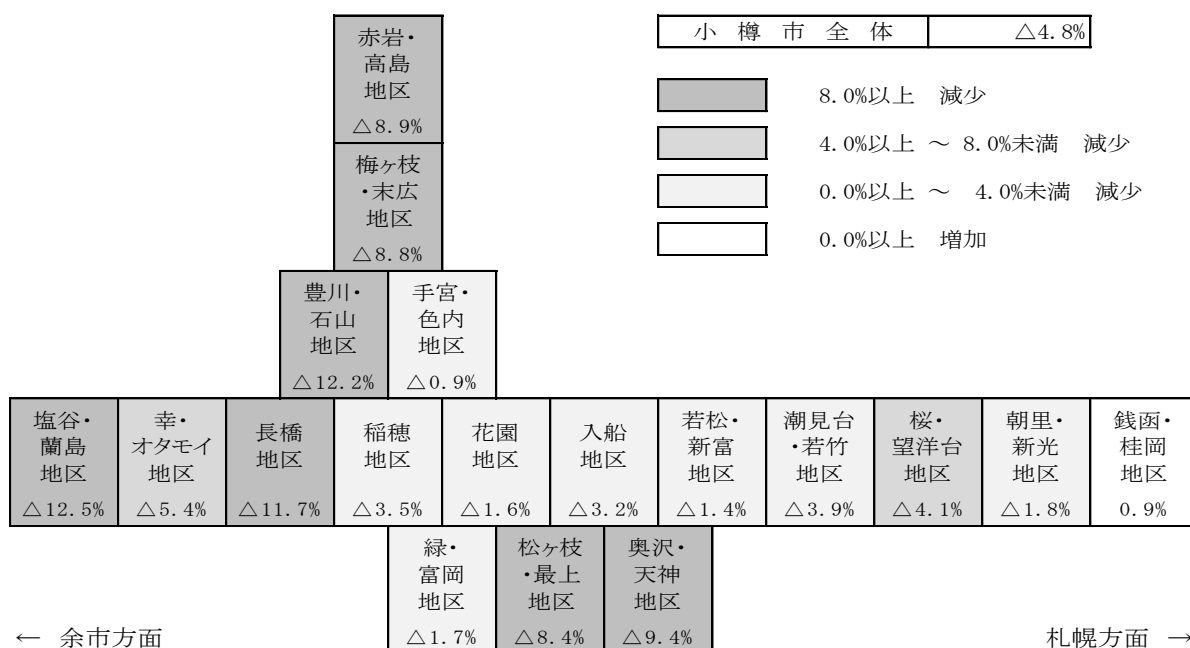 赤岩・
高島
地区
△8.9%
小樽市全体 △4.8%
8.0%以上 減少
4.0%以上 ～ 8.0%未満 減少
0.0%以上 ～ 4.0%未満 減少
0.0%以上 増加
梅ヶ枝
・末広
地区
△8.8%
豊川・
石山
地区
△12.2%
手宮・
色内
地区
△0.9%
塩谷・
蘭島
地区
△12.5%
幸・
オタモイ
地区
△5.4%
長橋
地区
△11.7%
稲穂
地区
△3.5%
花園
地区
△1.6%
入船
地区
△3.2%
若松・
新富
地区
△1.4%
潮見台
・若竹
地区
△3.9%
桜・
望洋台
地区
△4.1%
朝里・
新光
地区
△1.8%
銭函・
桂岡
地区
0.9%
緑・
富岡
地区
△1.7%
松ヶ枝
・最上
地区
△8.4%
奥沢・
天神
地区
△9.4%
← 余市方面
札幌方面 →